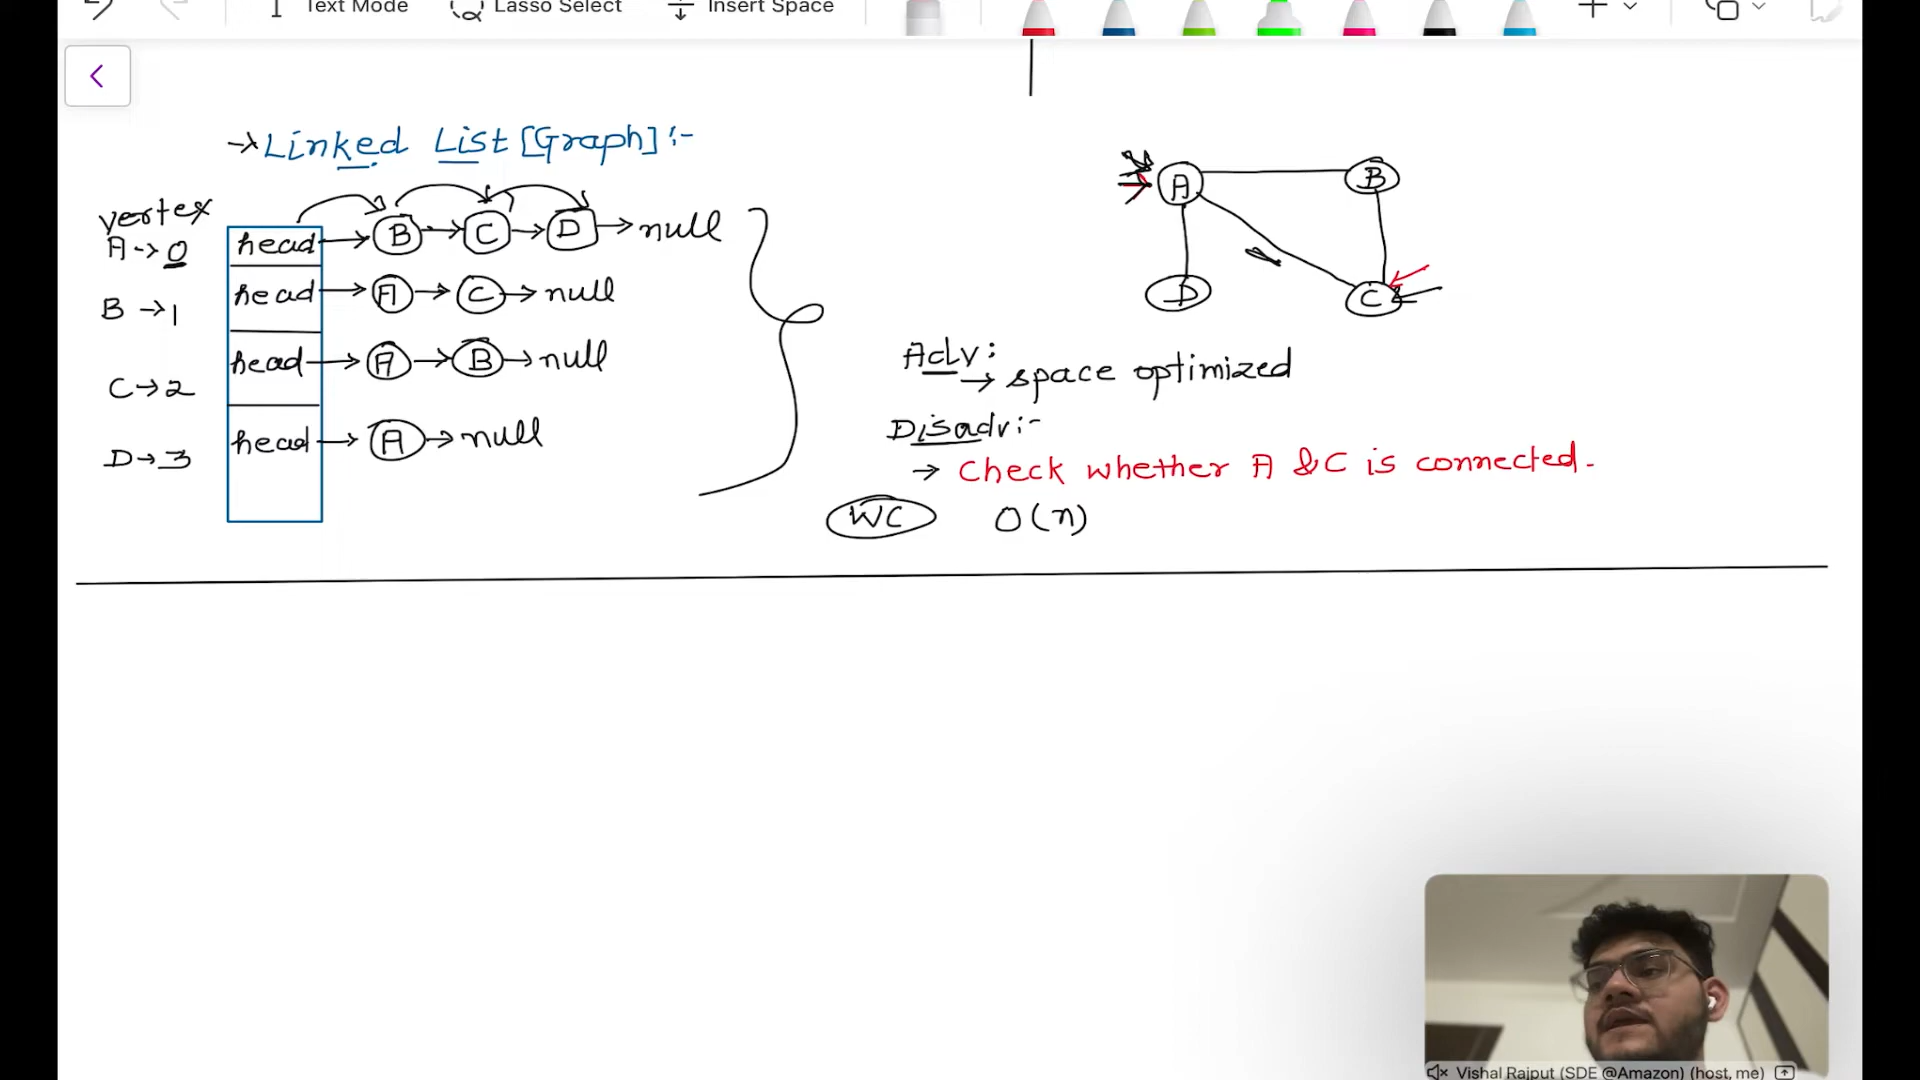 Text Mode Lasso Select Insert Space
→ Linked List [Graph] :-
vertex
A → 0 head → B → C → D → null
B → 1 head → A → C → null
C → 2 head → A → B → null
D → 3 head → A → null
A B
D C
Adv :
→ space optimized
Disadv :-
→ Check whether A & C is connected.
WC O(n)
Vishal Rajput (SDE @Amazon) (host, me)